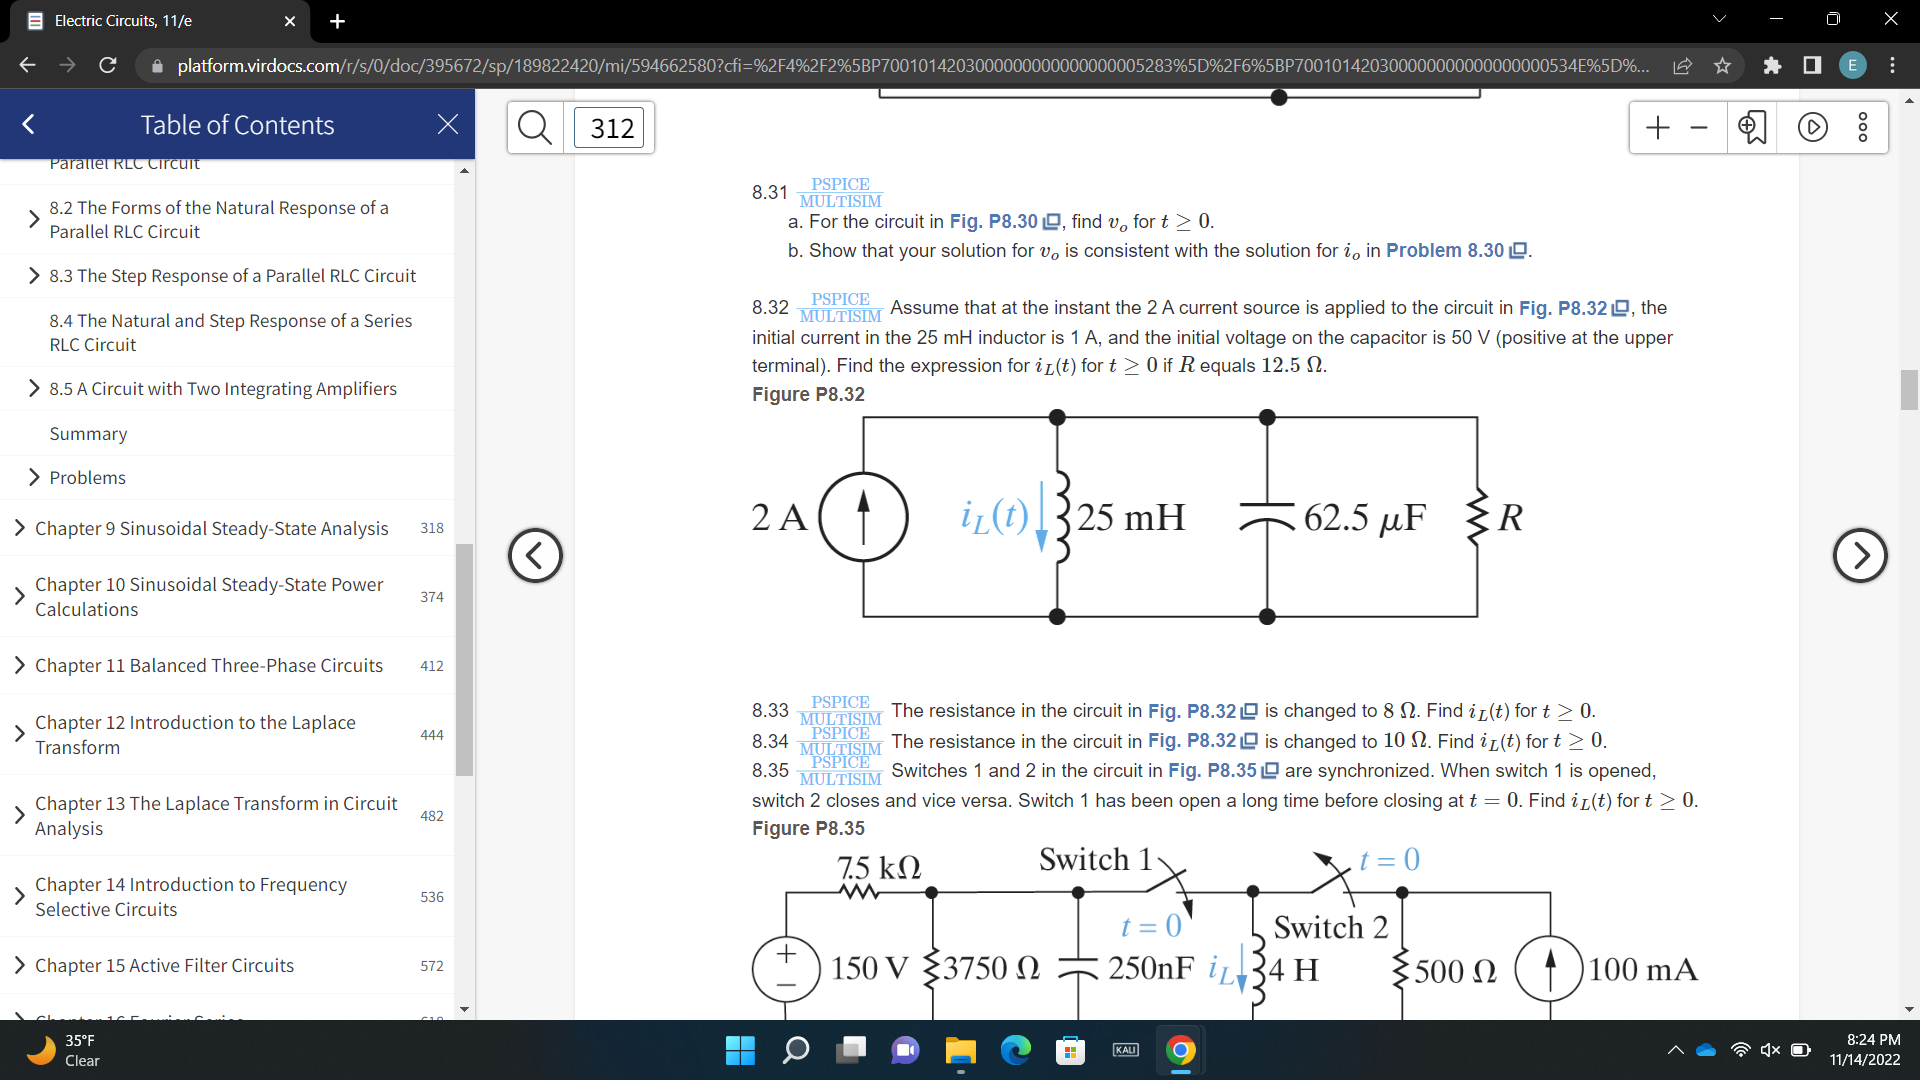 Electric Circuits, 11/e
platform.virdocs.com/r/s/0/doc/395672/sp/189822420/mi/594662580?cfi=%2F4%2F2%5BP7001014203000000000000000005283%5D%2F6%5BP700101420300000000000000000534E%5D%...
E
Table of Contents
312
Parallel RLC Circuit
8.2 The Forms of the Natural Response of a
Parallel RLC Circuit
8.3 The Step Response of a Parallel RLC Circuit
8.4 The Natural and Step Response of a Series
RLC Circuit
8.5 A Circuit with Two Integrating Amplifiers
Summary
Problems
Chapter 9 Sinusoidal Steady-State Analysis 318
Chapter 10 Sinusoidal Steady-State Power
Calculations 374
Chapter 11 Balanced Three-Phase Circuits 412
Chapter 12 Introduction to the Laplace
Transform 444
Chapter 13 The Laplace Transform in Circuit
Analysis 482
Chapter 14 Introduction to Frequency
Selective Circuits 536
Chapter 15 Active Filter Circuits 572
Chapter 16 Fourier Series 610
8.31 PSPICE MULTISIM
a. For the circuit in Fig. P8.30, find vₒ for t ≥ 0.
b. Show that your solution for vₒ is consistent with the solution for iₒ in Problem 8.30.
8.32 PSPICE MULTISIM Assume that at the instant the 2 A current source is applied to the circuit in Fig. P8.32, the
initial current in the 25 mH inductor is 1 A, and the initial voltage on the capacitor is 50 V (positive at the upper
terminal). Find the expression for i_L(t) for t ≥ 0 if R equals 12.5 Ω.
Figure P8.32
2 A i_L(t) 25 mH 62.5 μF R
8.33 PSPICE MULTISIM The resistance in the circuit in Fig. P8.32 is changed to 8 Ω. Find i_L(t) for t ≥ 0.
8.34 PSPICE MULTISIM The resistance in the circuit in Fig. P8.32 is changed to 10 Ω. Find i_L(t) for t ≥ 0.
8.35 PSPICE MULTISIM Switches 1 and 2 in the circuit in Fig. P8.35 are synchronized. When switch 1 is opened,
switch 2 closes and vice versa. Switch 1 has been open a long time before closing at t = 0. Find i_L(t) for t ≥ 0.
Figure P8.35
7.5 kΩ Switch 1 t = 0
t = 0 Switch 2
+ − 150 V 3750 Ω 250nF i_L 4 H 500 Ω 100 mA
35°F
Clear
KALI
8:24 PM
11/14/2022